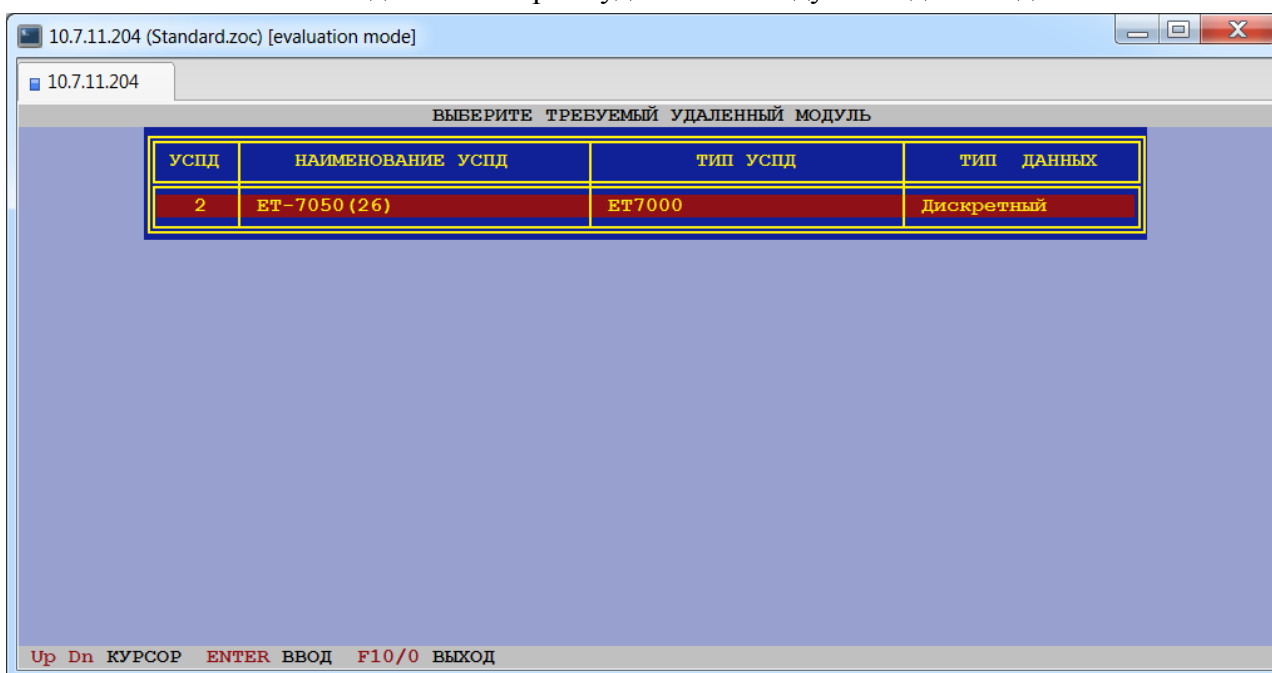 10.7.11.204 (Standard.zoc) [evaluation mode]
10.7.11.204
ВЫБЕРИТЕ ТРЕБУЕМЫЙ УДАЛЕННЫЙ МОДУЛЬ
УСПД НАИМЕНОВАНИЕ УСПД ТИП УСПД ТИП ДАННЫХ
2 ET-7050(26) ET7000 Дискретный
Up Dn КУРСОР ENTER ВВОД F10/0 ВЫХОД